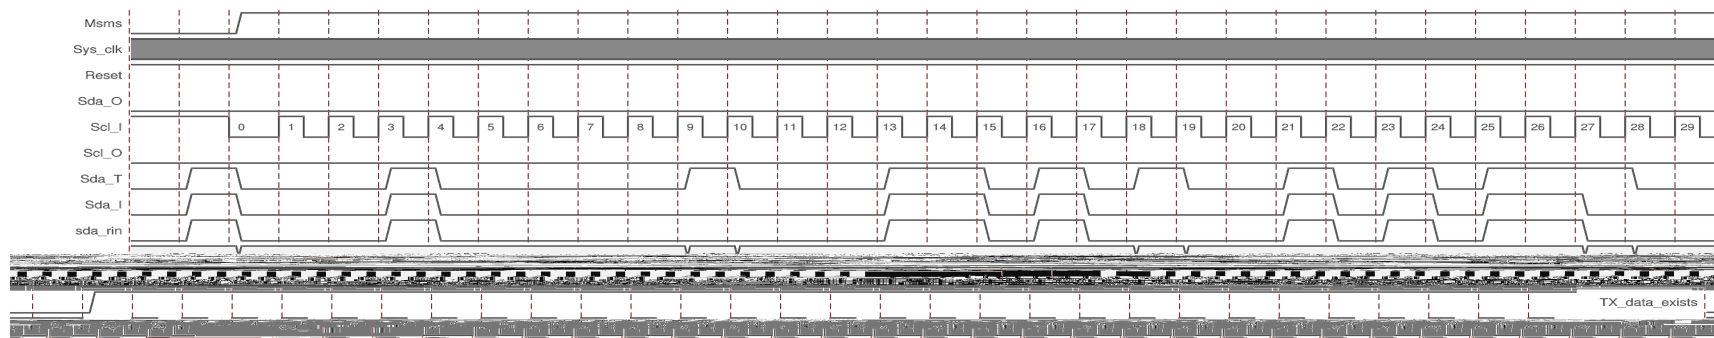 Msms
Sys_clk
Reset
Sda_O
Scl_I 0 1 2 3 4 5 6 7 8 9 10 11 12 13 14 15 16 17 18 19 20 21 22 23 24 25 26 27 28 29
Scl_O
Sda_T
Sda_I
sda_rin
TX_data_exists